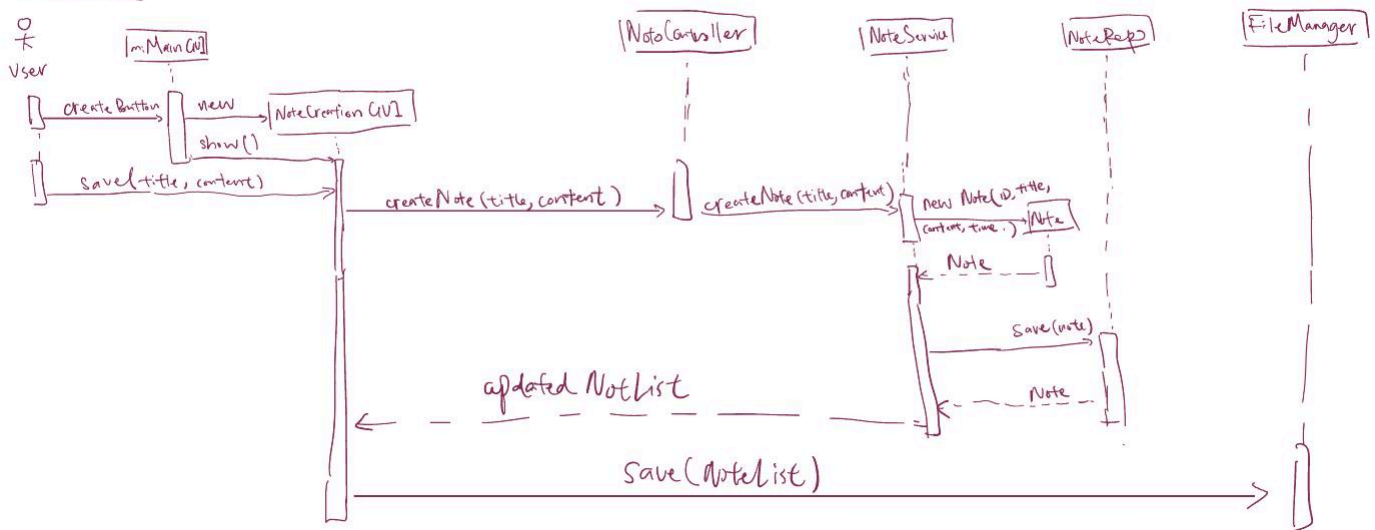 User
m:MainGUI
NoteController
NoteService
NoteRepo
FileManager
createButton
new
NoteCreationGUI
show()
save(title, content)
createNote(title, content)
createNote(title, content)
new Note(ID, title,
content, time.)
Note
Note
save(note)
Note
updated NotList
Save(NoteList)